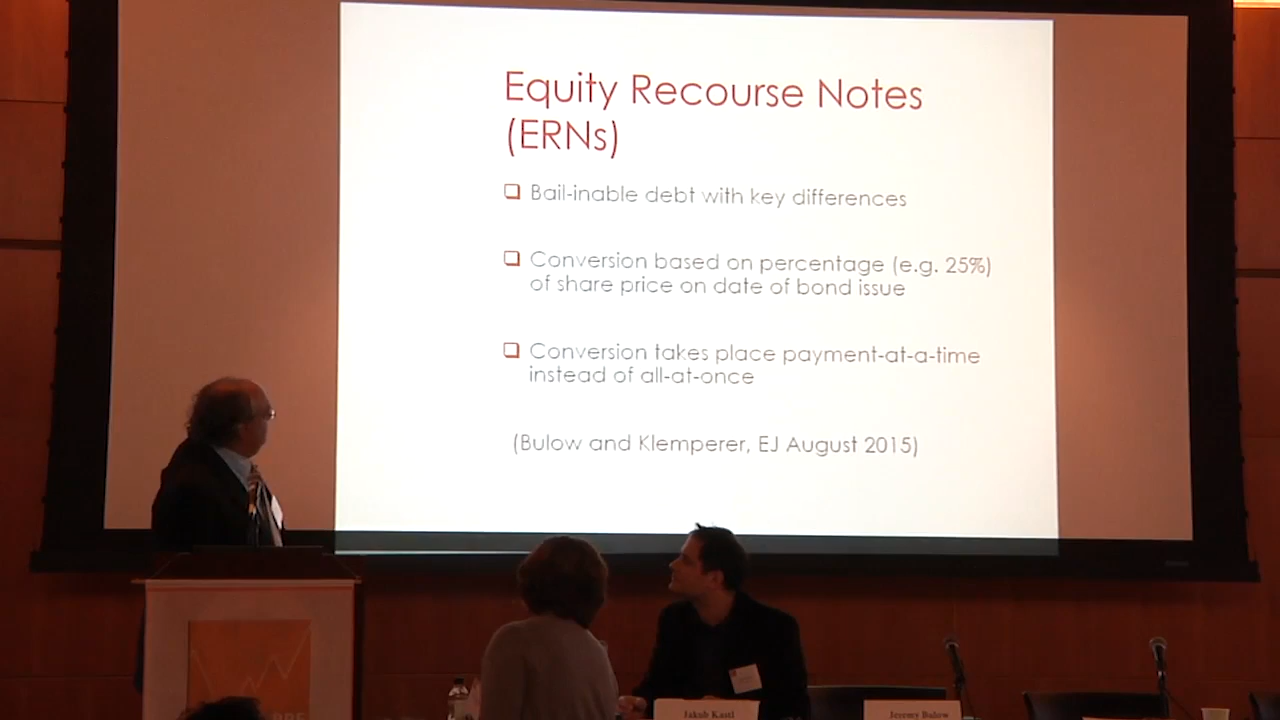 Equity Recourse Notes
(ERNs)
❑ Bail-inable debt with key differences
❑ Conversion based on percentage (e.g. 25%)
of share price on date of bond issue
❑ Conversion takes place payment-at-a-time
instead of all-at-once
(Bulow and Klemperer, EJ August 2015)
Jakub Kastl
Jeremy Bulow